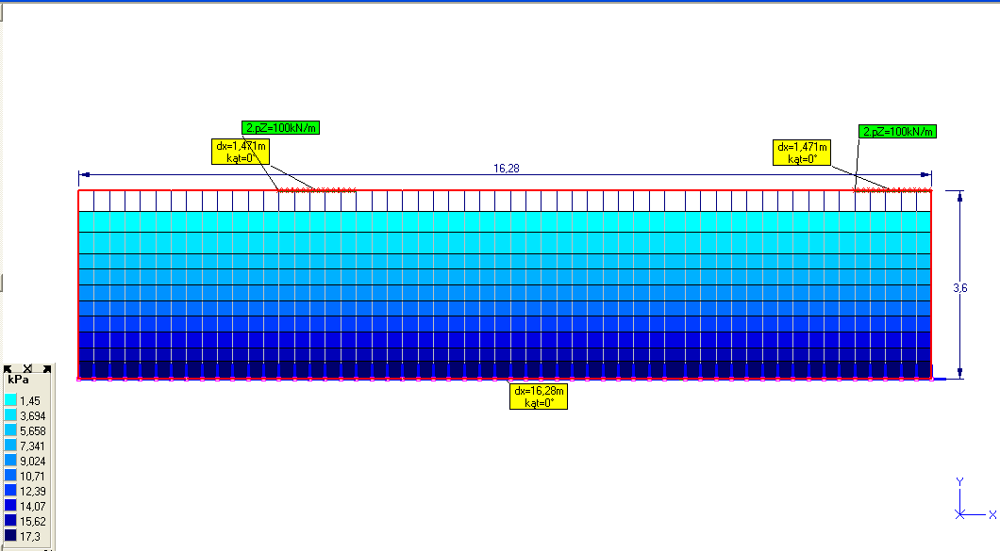 2.pZ=100kN/m
2.pZ=100kN/m
dx=1,471m
kąt=0°
dx=1,471m
kąt=0°
16,28
3.6
kPa
1,45
3,694
5,658
7,341
9,024
10,71
12,39
14,07
15,62
17,3
dx=16,28m
kąt=0°
Y
X